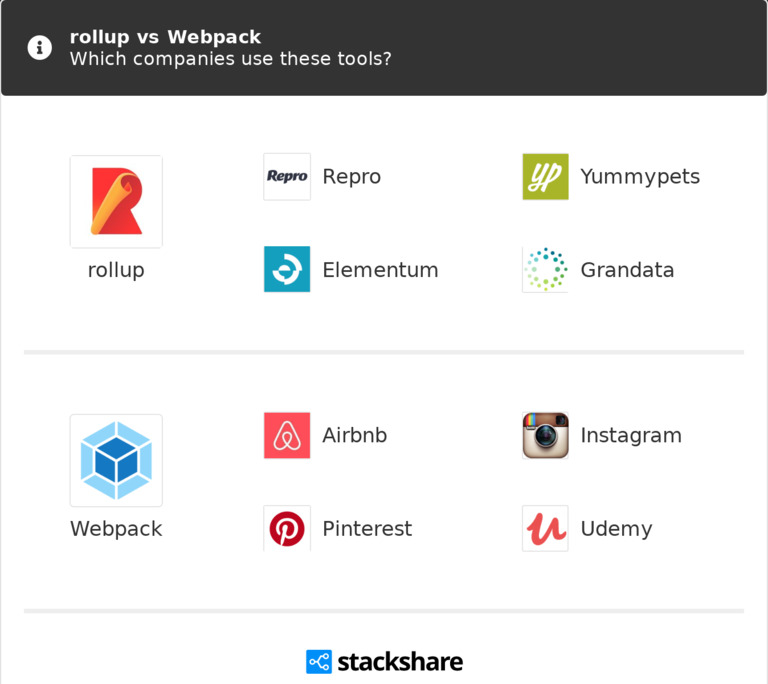 rollup vs Webpack
Which companies use these tools?
Repro
Repro
yp
Yummypets
rollup
Elementum
Grandata
Airbnb
Instagram
Webpack
Pinterest
Udemy
stackshare